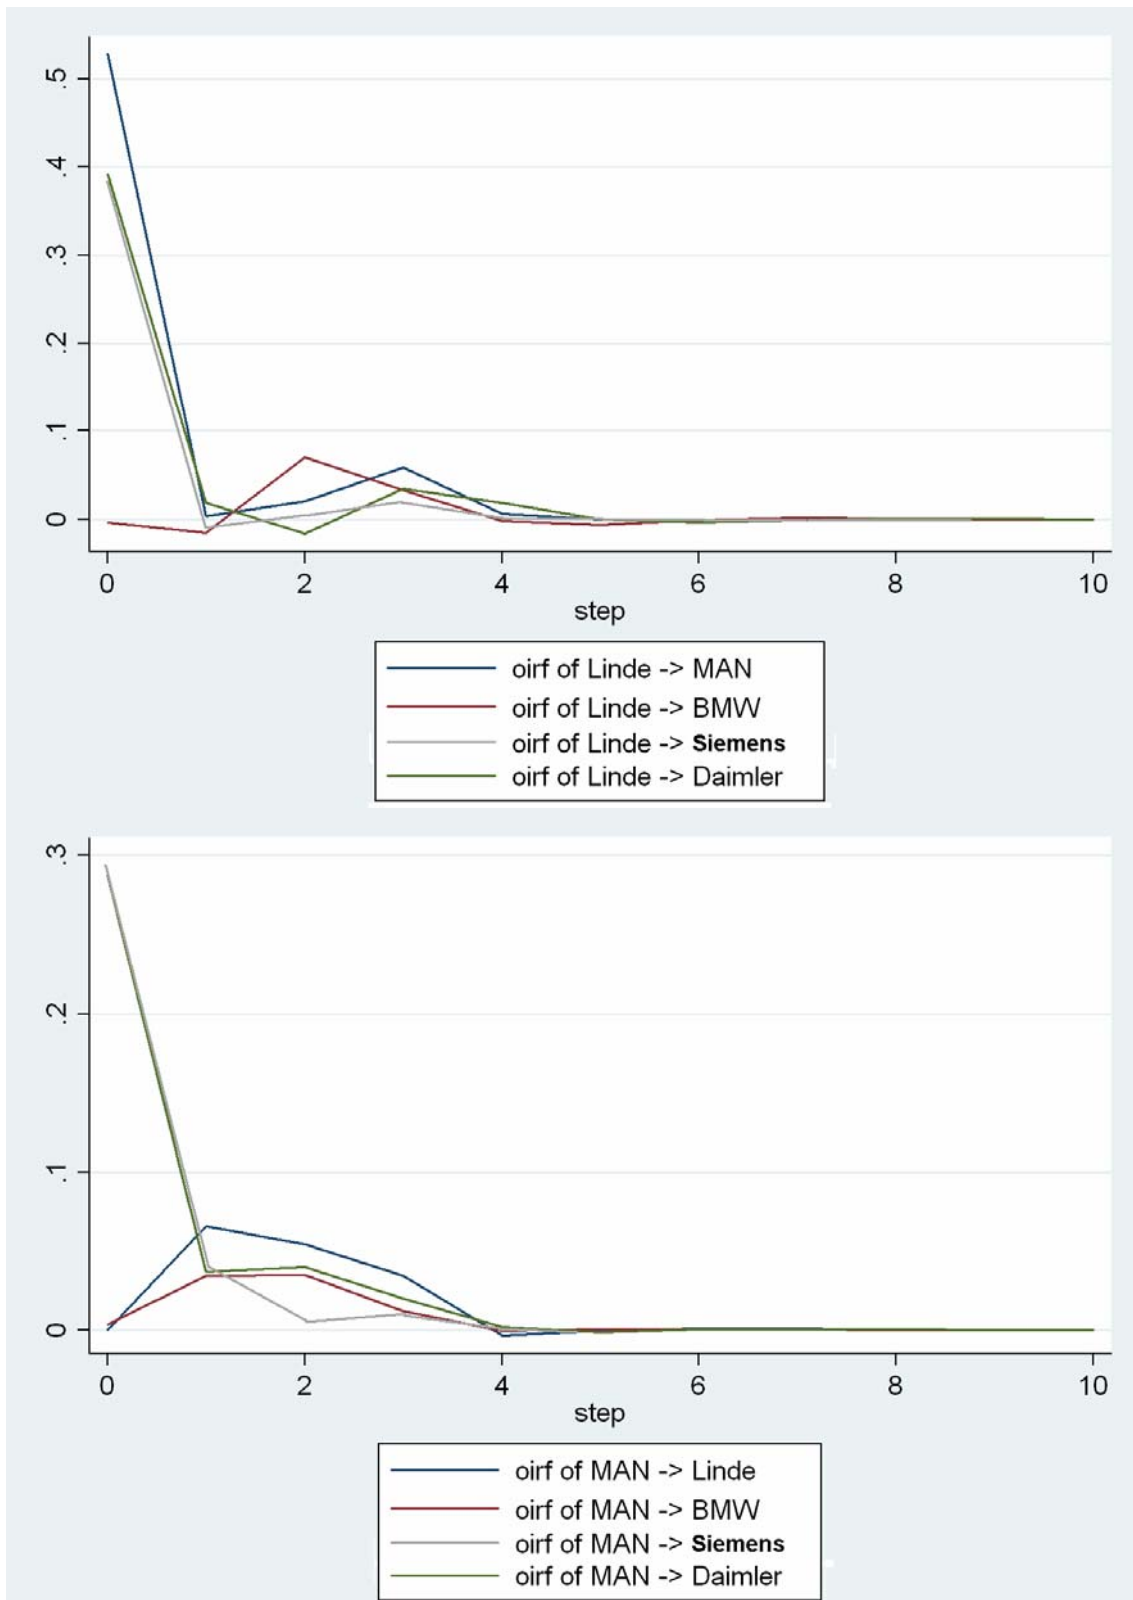 .5
.4
.3
.2
.1
0
0 2 4 6 8 10
step
oirf of Linde -> MAN
oirf of Linde -> BMW
oirf of Linde -> Siemens
oirf of Linde -> Daimler
.3
.2
.1
0
0 2 4 6 8 10
step
oirf of MAN -> Linde
oirf of MAN -> BMW
oirf of MAN -> Siemens
oirf of MAN -> Daimler